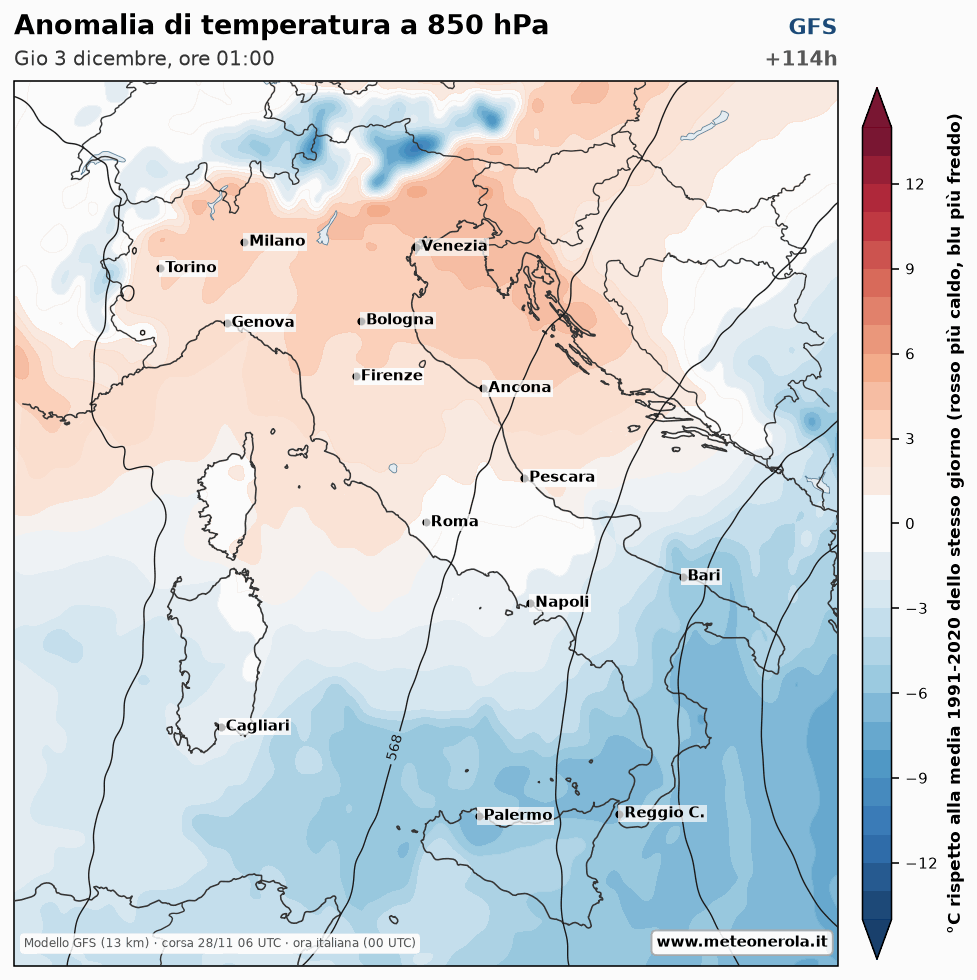 Anomalia di temperatura a 850 hPa
GFS
Gio 3 dicembre, ore 01:00
+114h
Milano
Venezia
Torino
Genova
Bologna
Firenze
Ancona
Pescara
Roma
Bari
Napoli
Cagliari
568
Palermo
Reggio C.
12
9
6
3
0
−3
−6
−9
−12
°C rispetto alla media 1991-2020 dello stesso giorno (rosso più caldo, blu più freddo)
Modello GFS (13 km) · corsa 28/11 06 UTC · ora italiana (00 UTC)
www.meteonerola.it